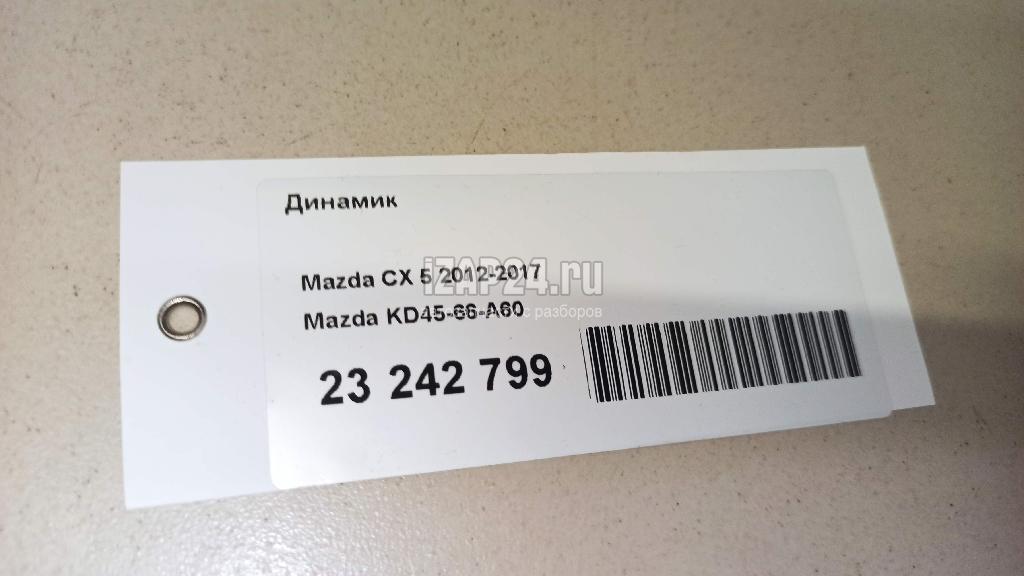 Динамик
Mazda CX 5 2012-2017
iZAP24.ru
Mazda KD45-66-A60
с разборов
23 242 799